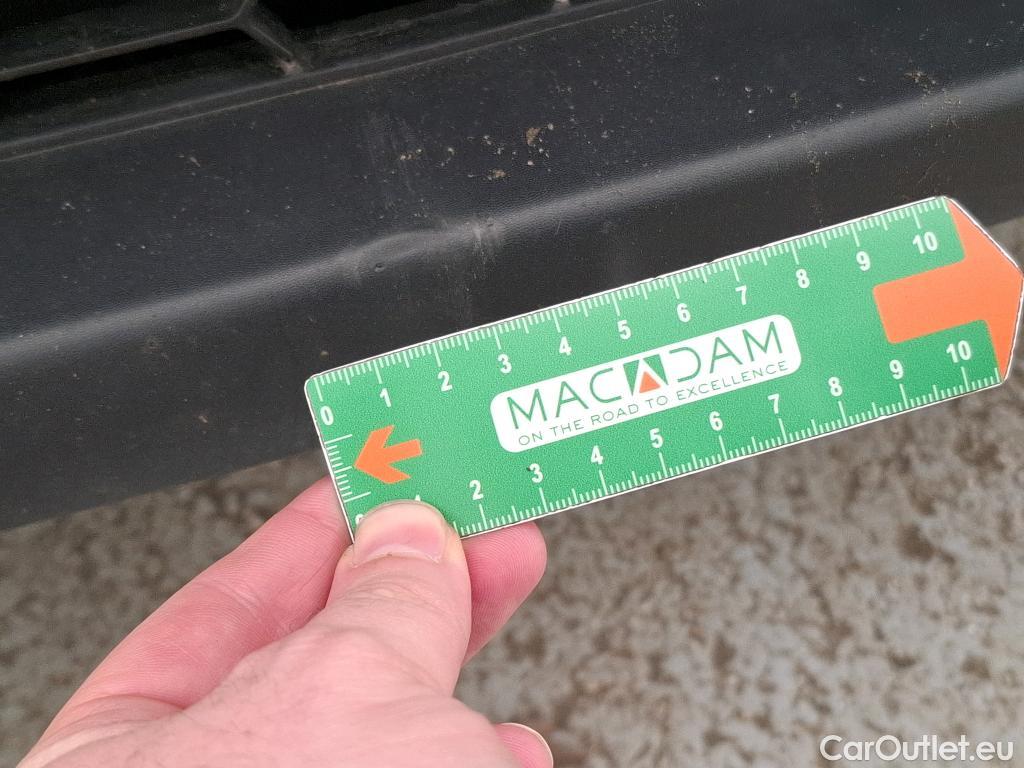 0 1 2 3 4 5 6 7 8 9 10
MACADAM
ON THE ROAD TO EXCELLENCE
2 3 4 5 6 7 8 9 10
CarOutlet.eu